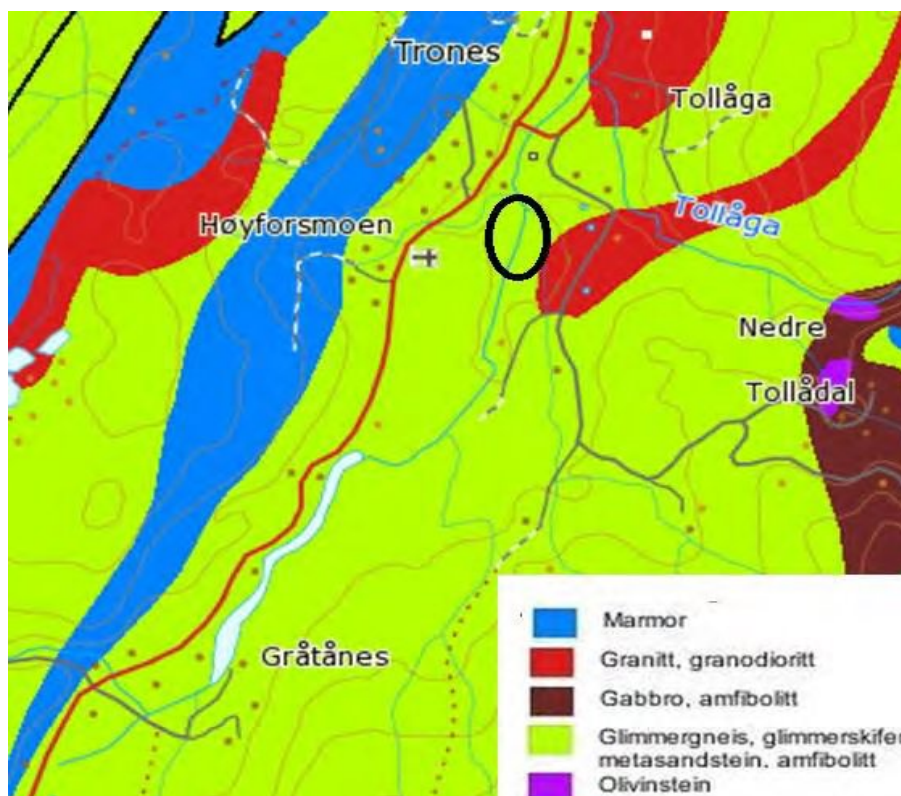 Trones
Tollåga
Høyforsmoen
Tollåga
Nedre
Tollådal
Gråtånes
Marmor
Granitt, granodioritt
Gabbro, amfibolitt
Glimmergneis, glimmerskifer
metasandstein, amfibolitt
Olivinstein